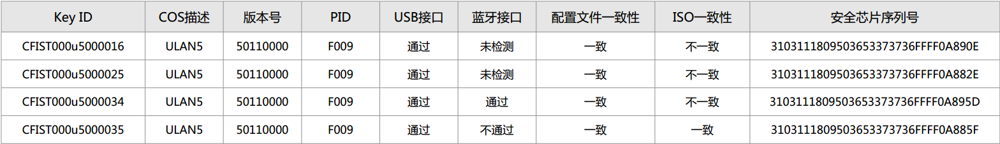 Key ID COS描述 版本号 PID USB接口 蓝牙接口 配置文件一致性 ISO一致性 安全芯片序列号
CFIST000u5000016 ULAN5 50110000 F009 通过 未检测 一致 不一致 3103111809503653373736FFFF0A890E
CFIST000u5000025 ULAN5 50110000 F009 通过 未检测 一致 不一致 3103111809503653373736FFFF0A882E
CFIST000u5000034 ULAN5 50110000 F009 通过 通过 一致 不一致 3103111809503653373736FFFF0A895D
CFIST000u5000035 ULAN5 50110000 F009 通过 不通过 一致 一致 3103111809503653373736FFFF0A885F